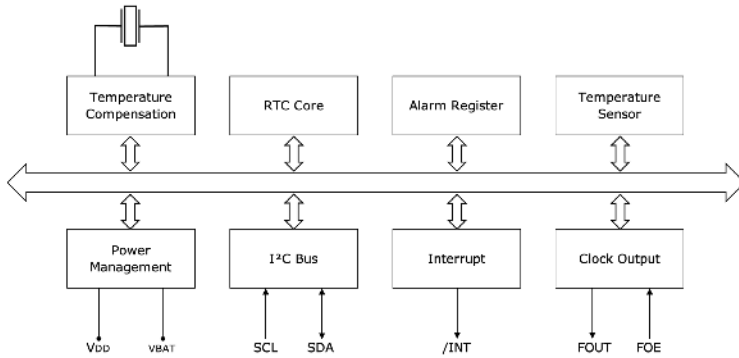 Temperature
Compensation
RTC Core
Alarm Register
Temperature
Sensor
Power
Management
I²C Bus
Interrupt
Clock Output
VDD
VBAT
SCL
SDA
/INT
FOUT
FOE